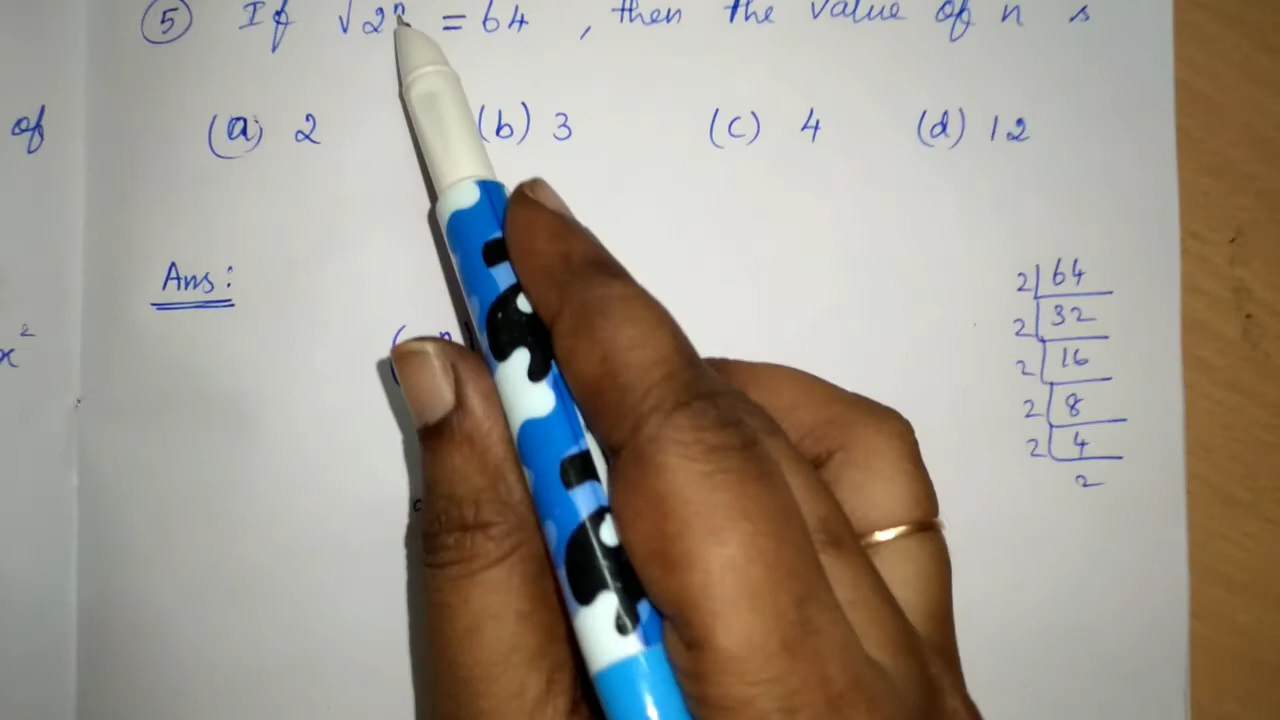 ⑤ If √2ⁿ = 64 , then the value of n is
of
(a) 2 (b) 3 (c) 4 (d) 12
Ans:
x²
2 | 64
2 | 32
2 | 16
2 | 8
2 | 4
2